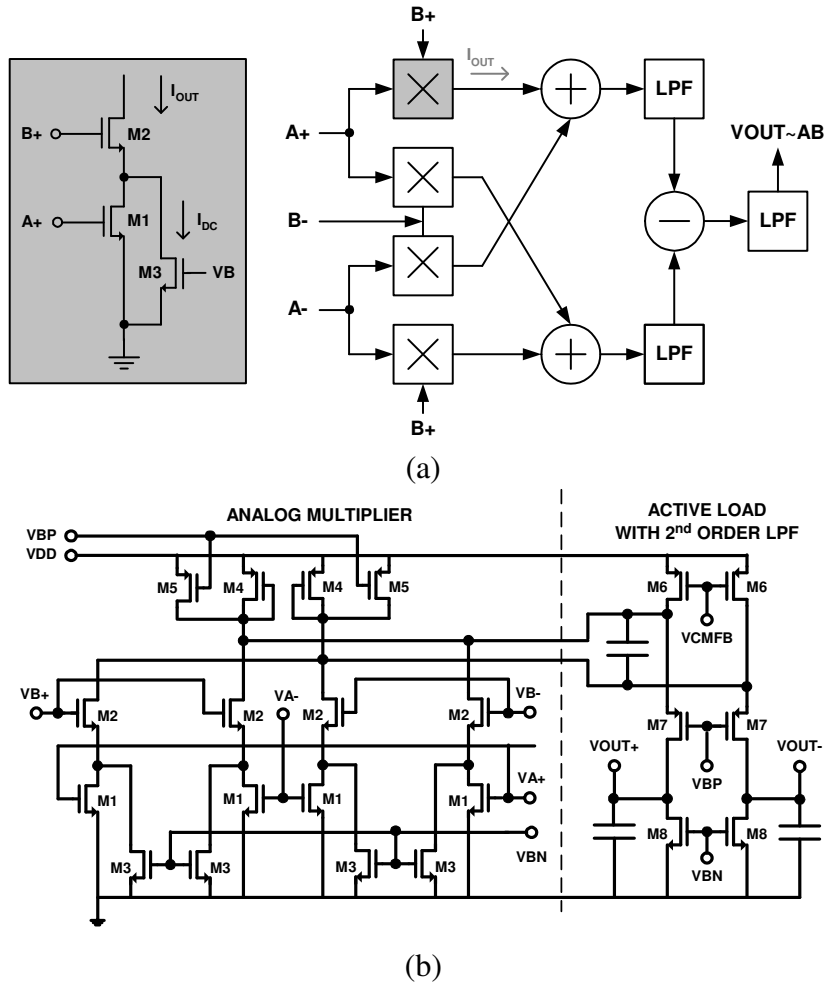 B+
I_OUT
I_OUT
B+
M2
LPF
A+
VOUT~AB
A+
M1
I_DC
B-
LPF
M3
VB
A-
LPF
B+
(a)
ANALOG MULTIPLIER
ACTIVE LOAD
WITH 2nd ORDER LPF
VBP
VDD
M5
M4
M4
M5
M6
M6
VCMFB
VB+
VA-
VB-
M2
M2
M2
M2
M7
M7
VOUT+
VOUT-
VBP
VA+
M1
M1
M1
M1
M3
M3
M3
M3
VBN
M8
M8
VBN
(b)